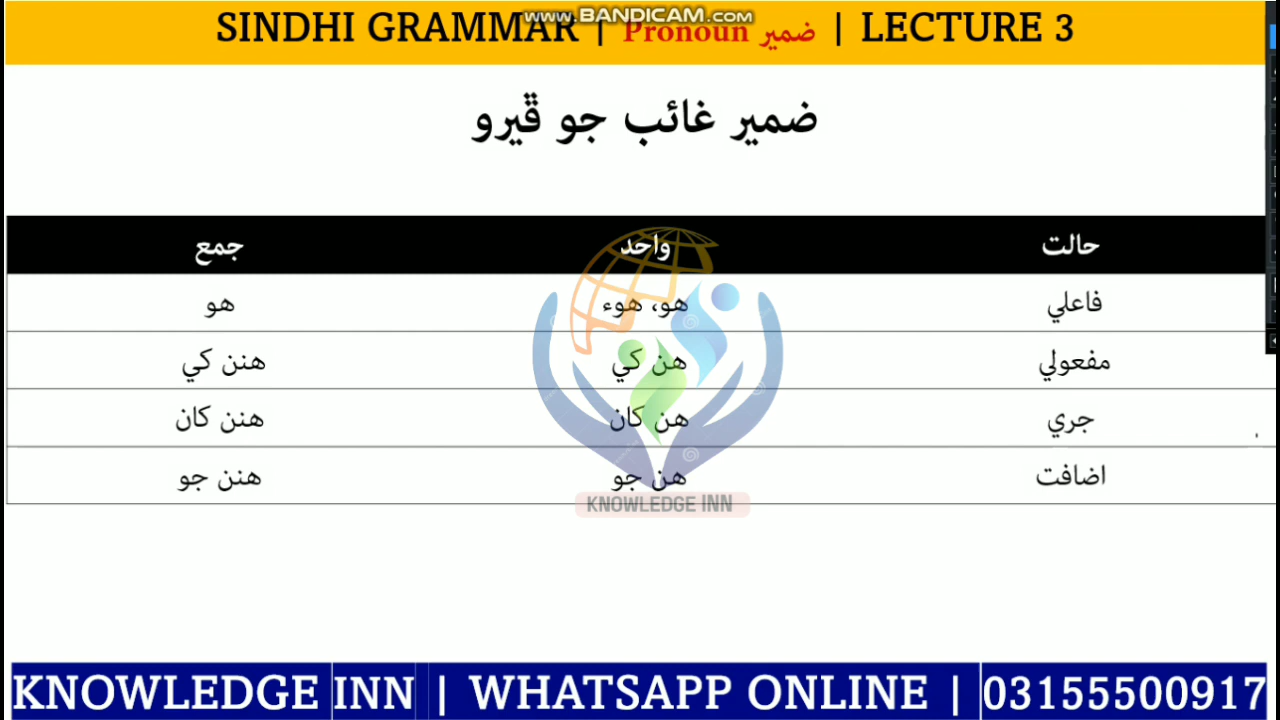 www.BANDICAM.com
SINDHI GRAMMAR | Pronoun ضمير | LECTURE 3
ضمير غائب جو ڦيرو
حالت واحد جمع
فاعلي هو، هوء هو
مفعولي هن کي هنن کي
جري هن کان هنن کان
اضافت هن جو هنن جو
KNOWLEDGE INN
KNOWLEDGE INN | WHATSAPP ONLINE | 03155500917